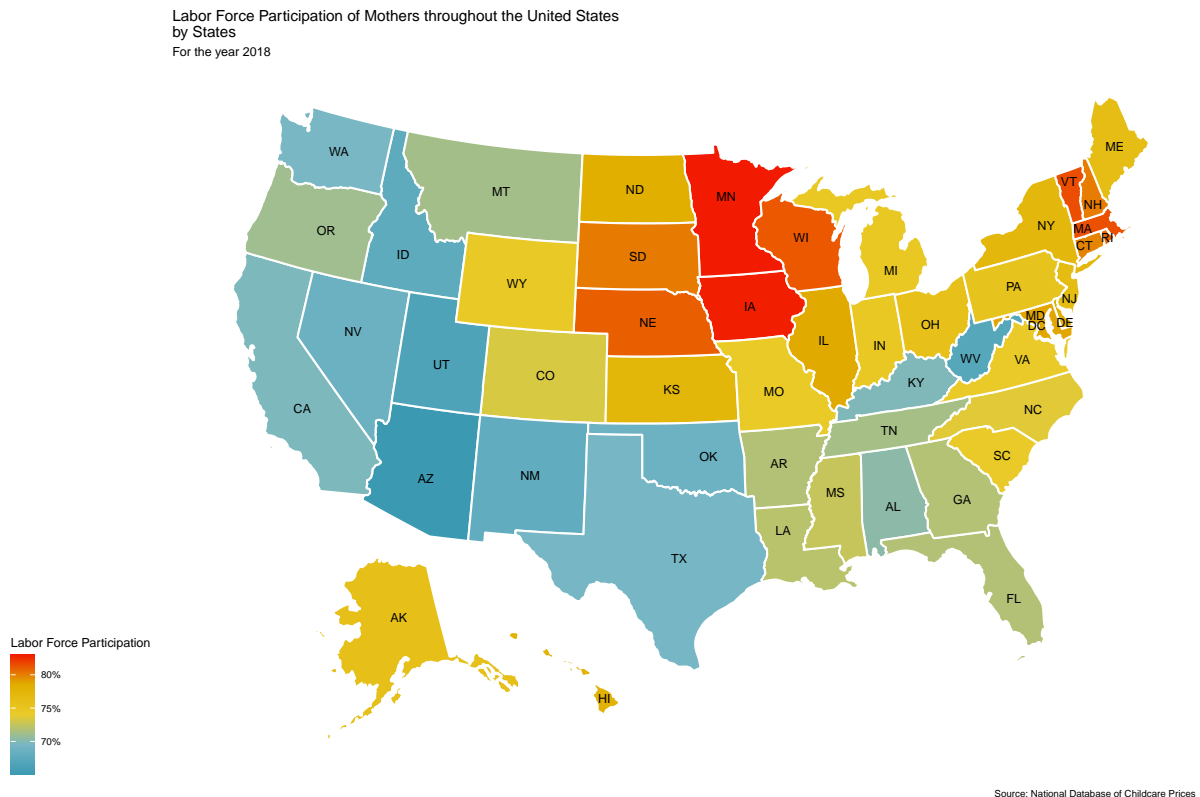 Labor Force Participation of Mothers throughout the United States
by States
For the year 2018
ME
WA
VT
MT
ND
MN
NH
NY
MA
OR
WI
RI
CT
ID
SD
MI
WY
PA
NJ
IA
MD
NE
DE
OH
DC
NV
IL
IN
WV
VA
UT
CO
KY
KS
MO
CA
NC
TN
OK
SC
AR
AZ
NM
MS
GA
AL
LA
TX
FL
AK
HI
Labor Force Participation
80%
75%
70%
Source: National Database of Childcare Prices